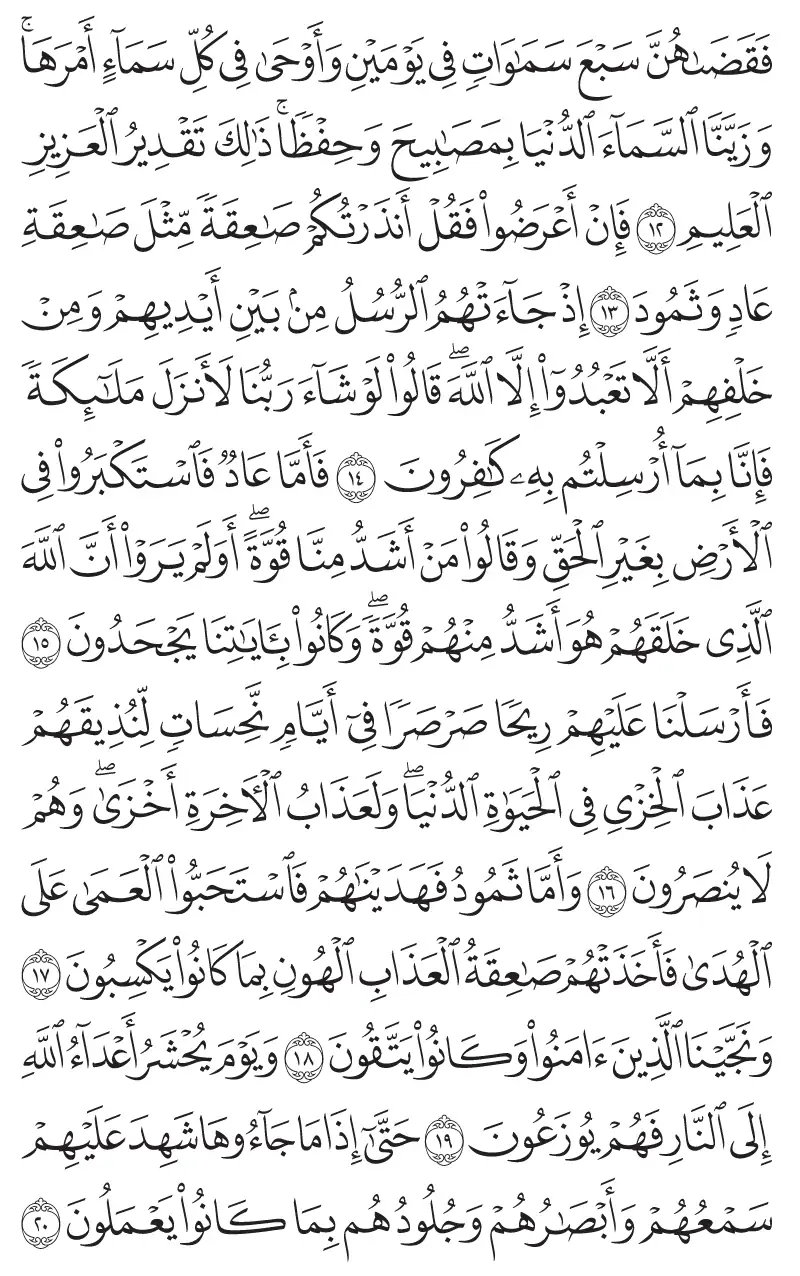 فَقَضَىٰهُنَّ سَبْعَ سَمَٰوَاتٍ فِى يَوْمَيْنِ وَأَوْحَىٰ فِى كُلِّ سَمَآءٍ أَمْرَهَا ۚ
وَزَيَّنَّا ٱلسَّمَآءَ ٱلدُّنْيَا بِمَصَٰبِيحَ وَحِفْظًا ۚ ذَٰلِكَ تَقْدِيرُ ٱلْعَزِيزِ
ٱلْعَلِيمِ ١٢ فَإِنْ أَعْرَضُوا۟ فَقُلْ أَنذَرْتُكُمْ صَٰعِقَةً مِّثْلَ صَٰعِقَةِ
عَادٍ وَثَمُودَ ١٣ إِذْ جَآءَتْهُمُ ٱلرُّسُلُ مِنۢ بَيْنِ أَيْدِيهِمْ وَمِنْ
خَلْفِهِمْ أَلَّا تَعْبُدُوٓا۟ إِلَّا ٱللَّهَ ۖ قَالُوا۟ لَوْ شَآءَ رَبُّنَا لَأَنزَلَ مَلَٰٓئِكَةً
فَإِنَّا بِمَآ أُرْسِلْتُم بِهِۦ كَٰفِرُونَ ١٤ فَأَمَّا عَادٌ فَٱسْتَكْبَرُوا۟ فِى
ٱلْأَرْضِ بِغَيْرِ ٱلْحَقِّ وَقَالُوا۟ مَنْ أَشَدُّ مِنَّا قُوَّةً ۖ أَوَلَمْ يَرَوْا۟ أَنَّ ٱللَّهَ
ٱلَّذِى خَلَقَهُمْ هُوَ أَشَدُّ مِنْهُمْ قُوَّةً ۖ وَكَانُوا۟ بِـَٔايَٰتِنَا يَجْحَدُونَ ١٥
فَأَرْسَلْنَا عَلَيْهِمْ رِيحًا صَرْصَرًا فِىٓ أَيَّامٍ نَّحِسَاتٍ لِّنُذِيقَهُمْ
عَذَابَ ٱلْخِزْىِ فِى ٱلْحَيَوٰةِ ٱلدُّنْيَا ۖ وَلَعَذَابُ ٱلْـَٔاخِرَةِ أَخْزَىٰ ۖ وَهُمْ
لَا يُنصَرُونَ ١٦ وَأَمَّا ثَمُودُ فَهَدَيْنَٰهُمْ فَٱسْتَحَبُّوا۟ ٱلْعَمَىٰ عَلَى
ٱلْهُدَىٰ فَأَخَذَتْهُمْ صَٰعِقَةُ ٱلْعَذَابِ ٱلْهُونِ بِمَا كَانُوا۟ يَكْسِبُونَ ١٧
وَنَجَّيْنَا ٱلَّذِينَ ءَامَنُوا۟ وَكَانُوا۟ يَتَّقُونَ ١٨ وَيَوْمَ يُحْشَرُ أَعْدَآءُ ٱللَّهِ
إِلَى ٱلنَّارِ فَهُمْ يُوزَعُونَ ١٩ حَتَّىٰٓ إِذَا مَا جَآءُوهَا شَهِدَ عَلَيْهِمْ
سَمْعُهُمْ وَأَبْصَٰرُهُمْ وَجُلُودُهُم بِمَا كَانُوا۟ يَعْمَلُونَ ٢٠